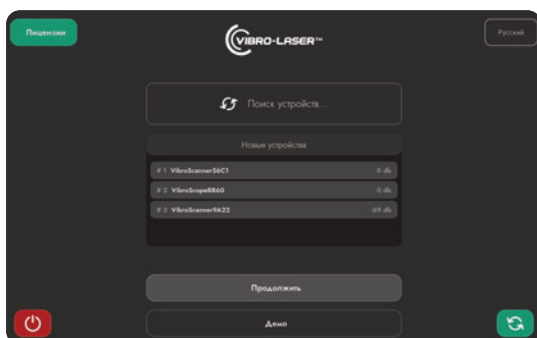 Лицензии
VIBRO-LASER™
Русский
Поиск устройств...
Новые устройства
# 1 VibroScanner56C1 0 db
# 2 VibroScope8B60 0 db
# 3 VibroScanner9A22 -69 db
Продолжить
Демо